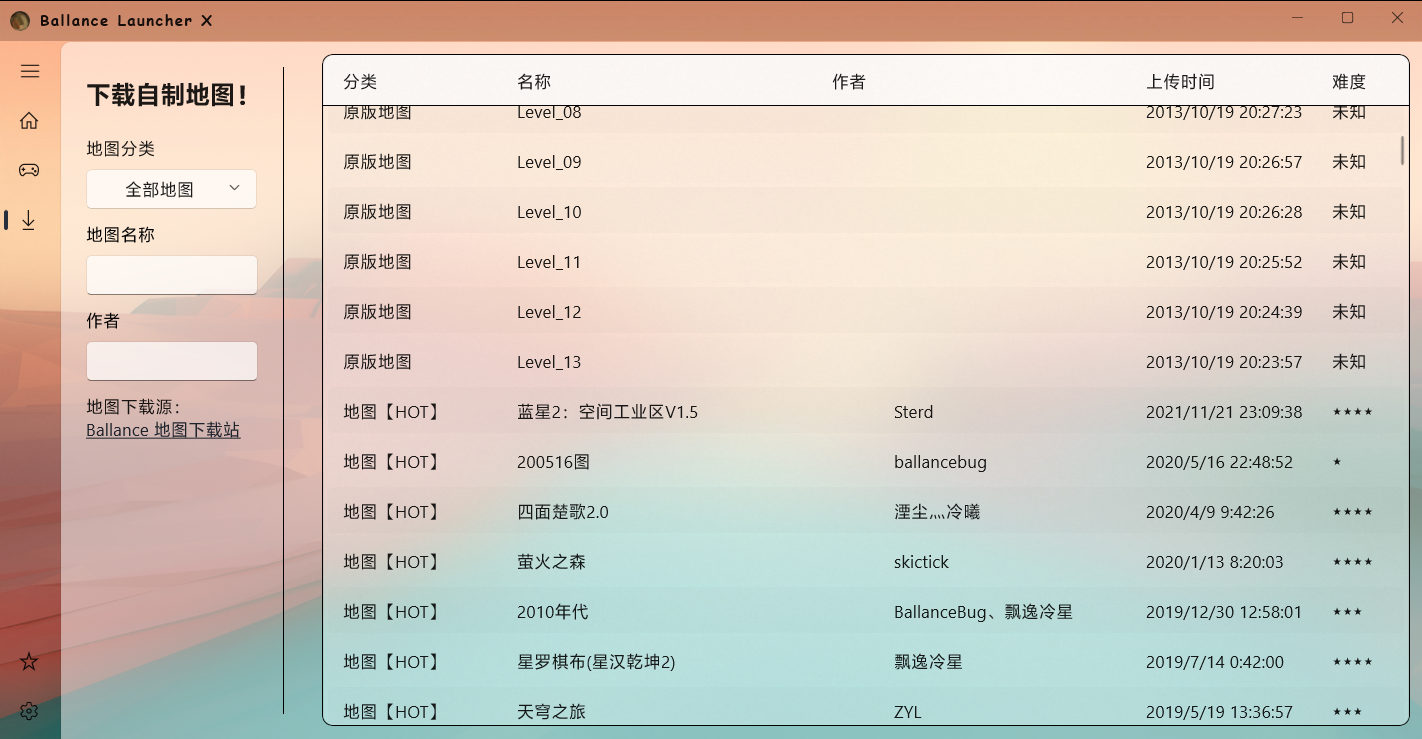 Ballance Launcher X
下载自制地图！
地图分类
全部地图
地图名称
作者
地图下载源：
Ballance 地图下载站
分类 名称 作者 上传时间 难度
原版地图 Level_08 2013/10/19 20:27:23 未知
原版地图 Level_09 2013/10/19 20:26:57 未知
原版地图 Level_10 2013/10/19 20:26:28 未知
原版地图 Level_11 2013/10/19 20:25:52 未知
原版地图 Level_12 2013/10/19 20:24:39 未知
原版地图 Level_13 2013/10/19 20:23:57 未知
地图【HOT】 蓝星2：空间工业区V1.5 Sterd 2021/11/21 23:09:38 ★★★★
地图【HOT】 200516图 ballancebug 2020/5/16 22:48:52 ★
地图【HOT】 四面楚歌2.0 湮尘灬冷曦 2020/4/9 9:42:26 ★★★★
地图【HOT】 萤火之森 skictick 2020/1/13 8:20:03 ★★★★
地图【HOT】 2010年代 BallanceBug、飘逸冷星 2019/12/30 12:58:01 ★★★
地图【HOT】 星罗棋布(星汉乾坤2) 飘逸冷星 2019/7/14 0:42:00 ★★★★
地图【HOT】 天穹之旅 ZYL 2019/5/19 13:36:57 ★★★